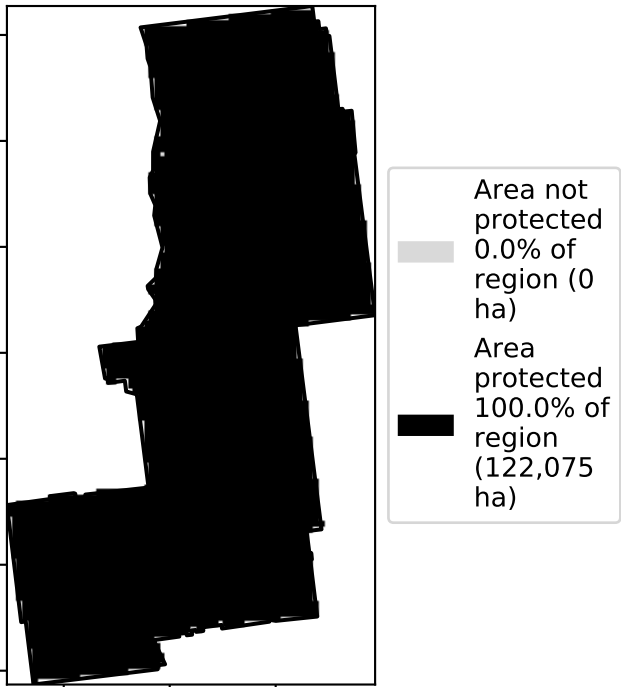 Area not
protected
0.0% of
region (0
ha)
Area
protected
100.0% of
region
(122,075
ha)